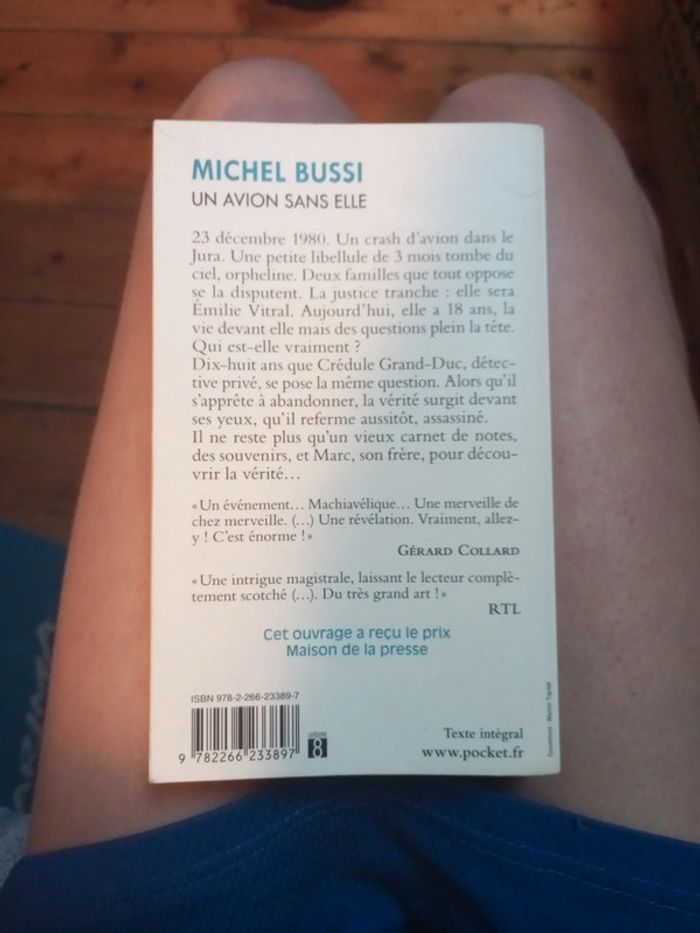 MICHEL BUSSI
UN AVION SANS ELLE
23 décembre 1980. Un crash d'avion dans le
Jura. Une petite libellule de 3 mois tombe du
ciel, orpheline. Deux familles que tout oppose
se la disputent. La justice tranche : elle sera
Émilie Vitral. Aujourd'hui, elle a 18 ans, la
vie devant elle mais des questions plein la tête.
Qui est-elle vraiment ?
Dix-huit ans que Crédule Grand-Duc, détec-
tive privé, se pose la même question. Alors qu'il
s'apprête à abandonner, la vérité surgit devant
ses yeux, qu'il referme aussitôt, assassiné.
Il ne reste plus qu'un vieux carnet de notes,
des souvenirs, et Marc, son frère, pour décou-
vrir la vérité…
« Un événement… Machiavélique… Une merveille de
chez merveille. (…) Une révélation. Vraiment, allez-
y ! C'est énorme ! »
GÉRARD COLLARD
« Une intrigue magistrale, laissant le lecteur complè-
tement scotché (…). Du très grand art ! »
RTL
Cet ouvrage a reçu le prix
Maison de la presse
ISBN 978-2-266-23389-7
9 782266 233897
CATÉGORIE
8
Texte intégral
www.pocket.fr